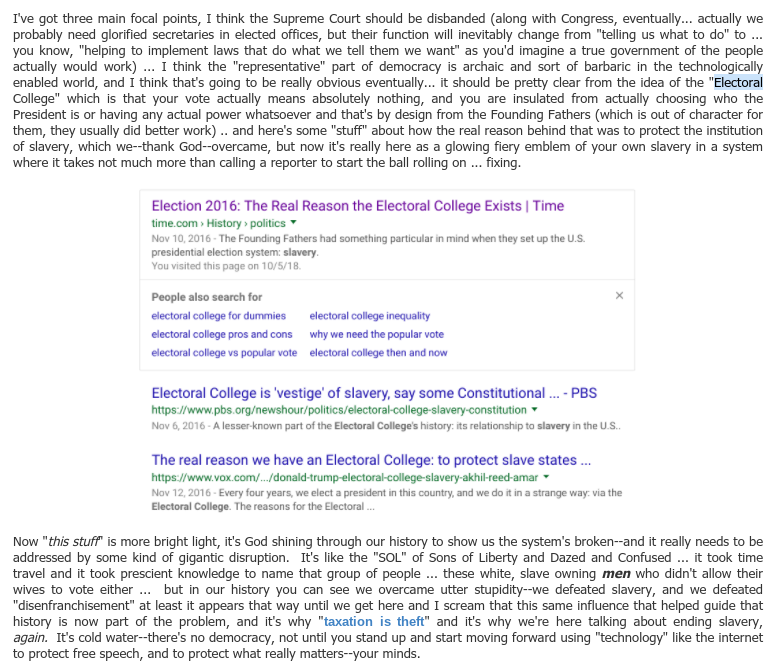 I've got three main focal points, I think the Supreme Court should be disbanded (along with Congress, eventually... actually we
probably need glorified secretaries in elected offices, but their function will inevitably change from "telling us what to do" to ...
you know, "helping to implement laws that do what we tell them we want" as you'd imagine a true government of the people
actually would work) ... I think the "representative" part of democracy is archaic and sort of barbaric in the technologically
enabled world, and I think that's going to be really obvious eventually... it should be pretty clear from the idea of the "Electoral
College" which is that your vote actually means absolutely nothing, and you are insulated from actually choosing who the
President is or having any actual power whatsoever and that's by design from the Founding Fathers (which is out of character for
them, they usually did better work) .. and here's some "stuff" about how the real reason behind that was to protect the institution
of slavery, which we--thank God--overcame, but now it's really here as a glowing fiery emblem of your own slavery in a system
where it takes not much more than calling a reporter to start the ball rolling on ... fixing.
Election 2016: The Real Reason the Electoral College Exists | Time
time.com › History › politics
Nov 10, 2016 - The Founding Fathers had something particular in mind when they set up the U.S.
presidential election system: slavery.
You visited this page on 10/5/18.
People also search for
electoral college for dummies electoral college inequality
electoral college pros and cons why we need the popular vote
electoral college vs popular vote electoral college then and now
Electoral College is 'vestige' of slavery, say some Constitutional ... - PBS
https://www.pbs.org/newshour/politics/electoral-college-slavery-constitution
Nov 6, 2016 - A lesser-known part of the Electoral College's history: its relationship to slavery in the U.S..
The real reason we have an Electoral College: to protect slave states ...
https://www.vox.com/.../donald-trump-electoral-college-slavery-akhil-reed-amar
Nov 12, 2016 - Every four years, we elect a president in this country, and we do it in a strange way: via the
Electoral College. The reasons for the Electoral ...
Now "this stuff" is more bright light, it's God shining through our history to show us the system's broken--and it really needs to be
addressed by some kind of gigantic disruption. It's like the "SOL" of Sons of Liberty and Dazed and Confused ... it took time
travel and it took prescient knowledge to name that group of people ... these white, slave owning men who didn't allow their
wives to vote either ... but in our history you can see we overcame utter stupidity--we defeated slavery, and we defeated
"disenfranchisement" at least it appears that way until we get here and I scream that this same influence that helped guide that
history is now part of the problem, and it's why "taxation is theft" and it's why we're here talking about ending slavery,
again. It's cold water--there's no democracy, not until you stand up and start moving forward using "technology" like the internet
to protect free speech, and to protect what really matters--your minds.